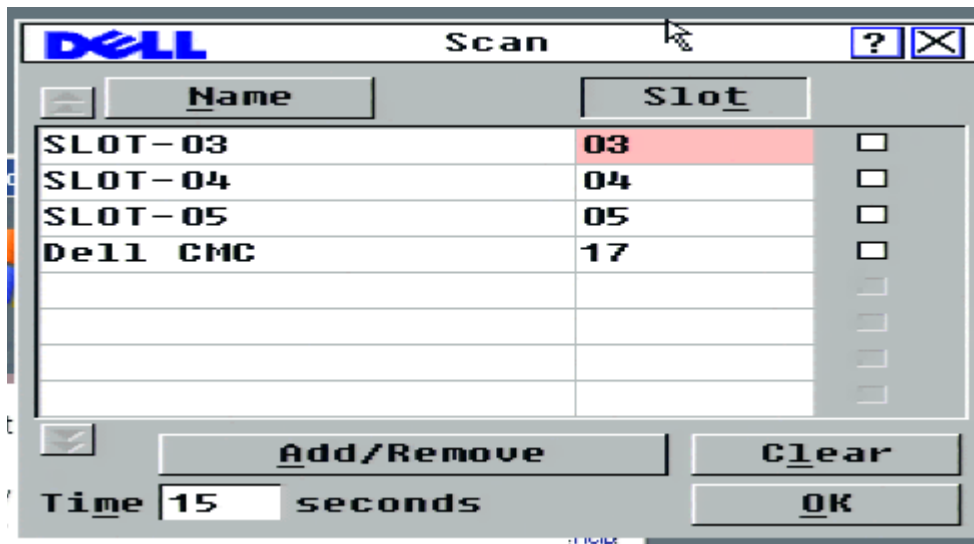 DELL Scan ?
Name Slot
SLOT-03 03
SLOT-04 04
SLOT-05 05
Dell CMC 17
Add/Remove Clear
Time 15 seconds OK